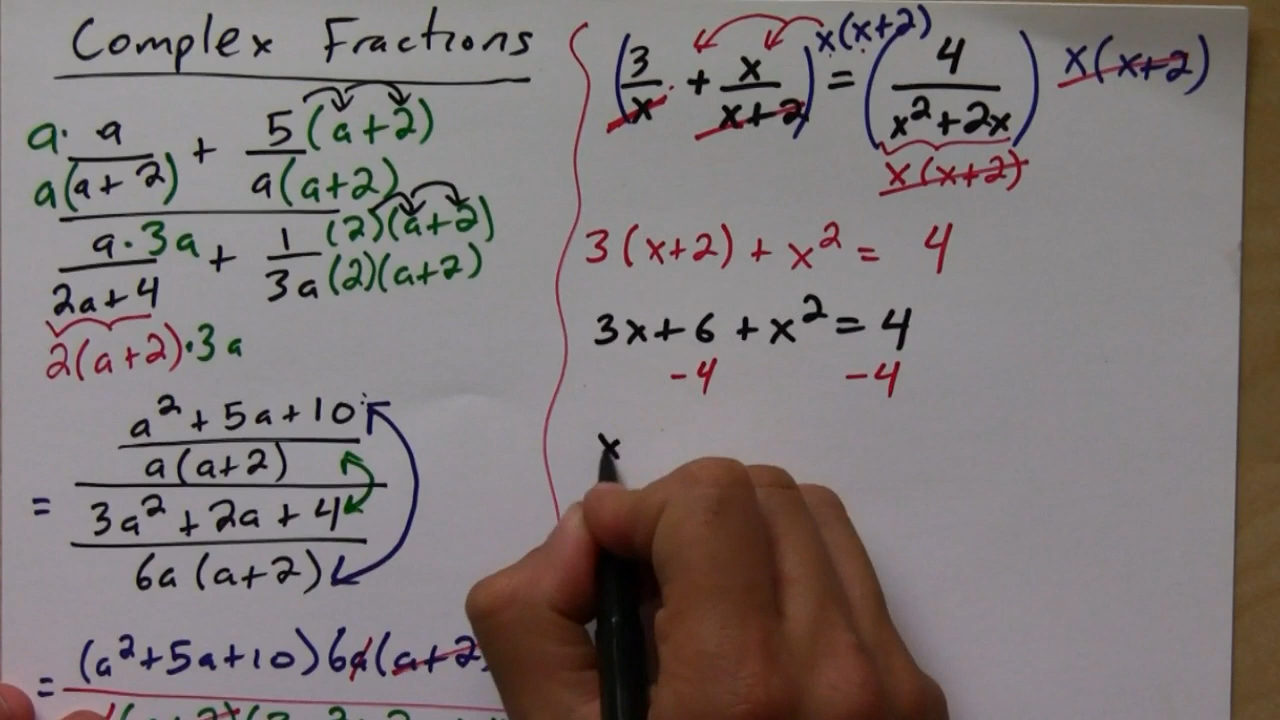 Complex Fractions
a · a / a(a+2) + 5(a+2) / a(a+2)
a · 3a / 2a+4 + 1(2)(a+2) / 3a(2)(a+2)
2(a+2) · 3a
a² + 5a + 10
a(a+2)
= 3a² + 2a + 4
6a(a+2)
= (a²+5a+10)6a(a+2)
(3/x + x/x+2) x(x+2) = (4 / x²+2x) x(x+2)
x(x+2)
3(x+2) + x² = 4
3x + 6 + x² = 4
-4 -4
x